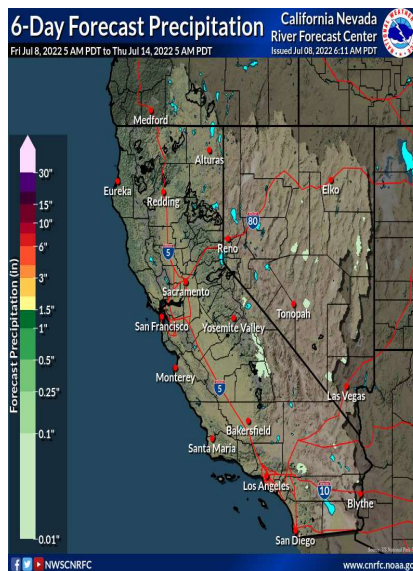 6-Day Forecast Precipitation
Fri Jul 8, 2022 5 AM PDT to Thu Jul 14, 2022 5 AM PDT
California Nevada
River Forecast Center
Issued Jul 08, 2022 6:11 AM PDT
Medford
Alturas
Eureka
Redding
Elko
80
Reno
5
Sacramento
San Francisco
Yosemite Valley
Tonopah
Monterey
5
Las Vegas
Bakersfield
Santa Maria
Los Angeles
10
Blythe
San Diego
Forecast Precipitation (in)
30"
15"
10"
6"
3"
1.5"
1"
0.5"
0.25"
0.1"
0.01"
NWSCNRFC
www.cnrfc.noaa.gov